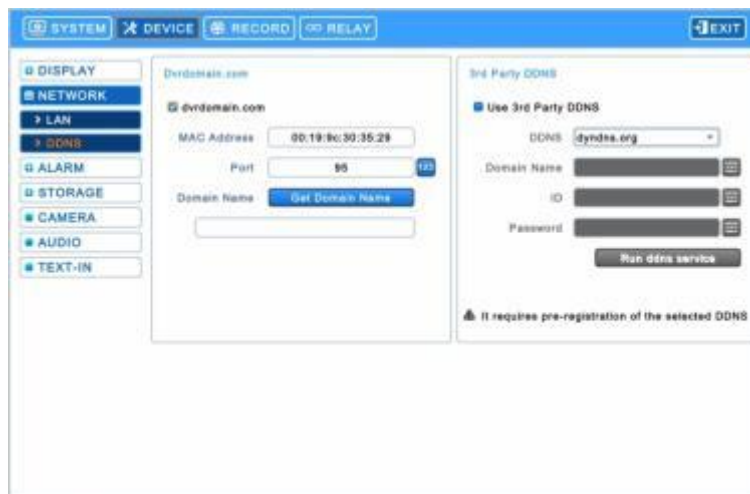 SYSTEM DEVICE RECORD RELAY EXIT
DISPLAY
NETWORK
> LAN
> DDNS
ALARM
STORAGE
CAMERA
AUDIO
TEXT-IN
Dvrdomain.com
dvrdomain.com
MAC Address 00:19:9c:30:35:29
Port 95 123
Domain Name Get Domain Name
3rd Party DDNS
Use 3rd Party DDNS
DDNS dyndns.org
Domain Name
ID
Password
Run ddns service
It requires pre-registration of the selected DDNS